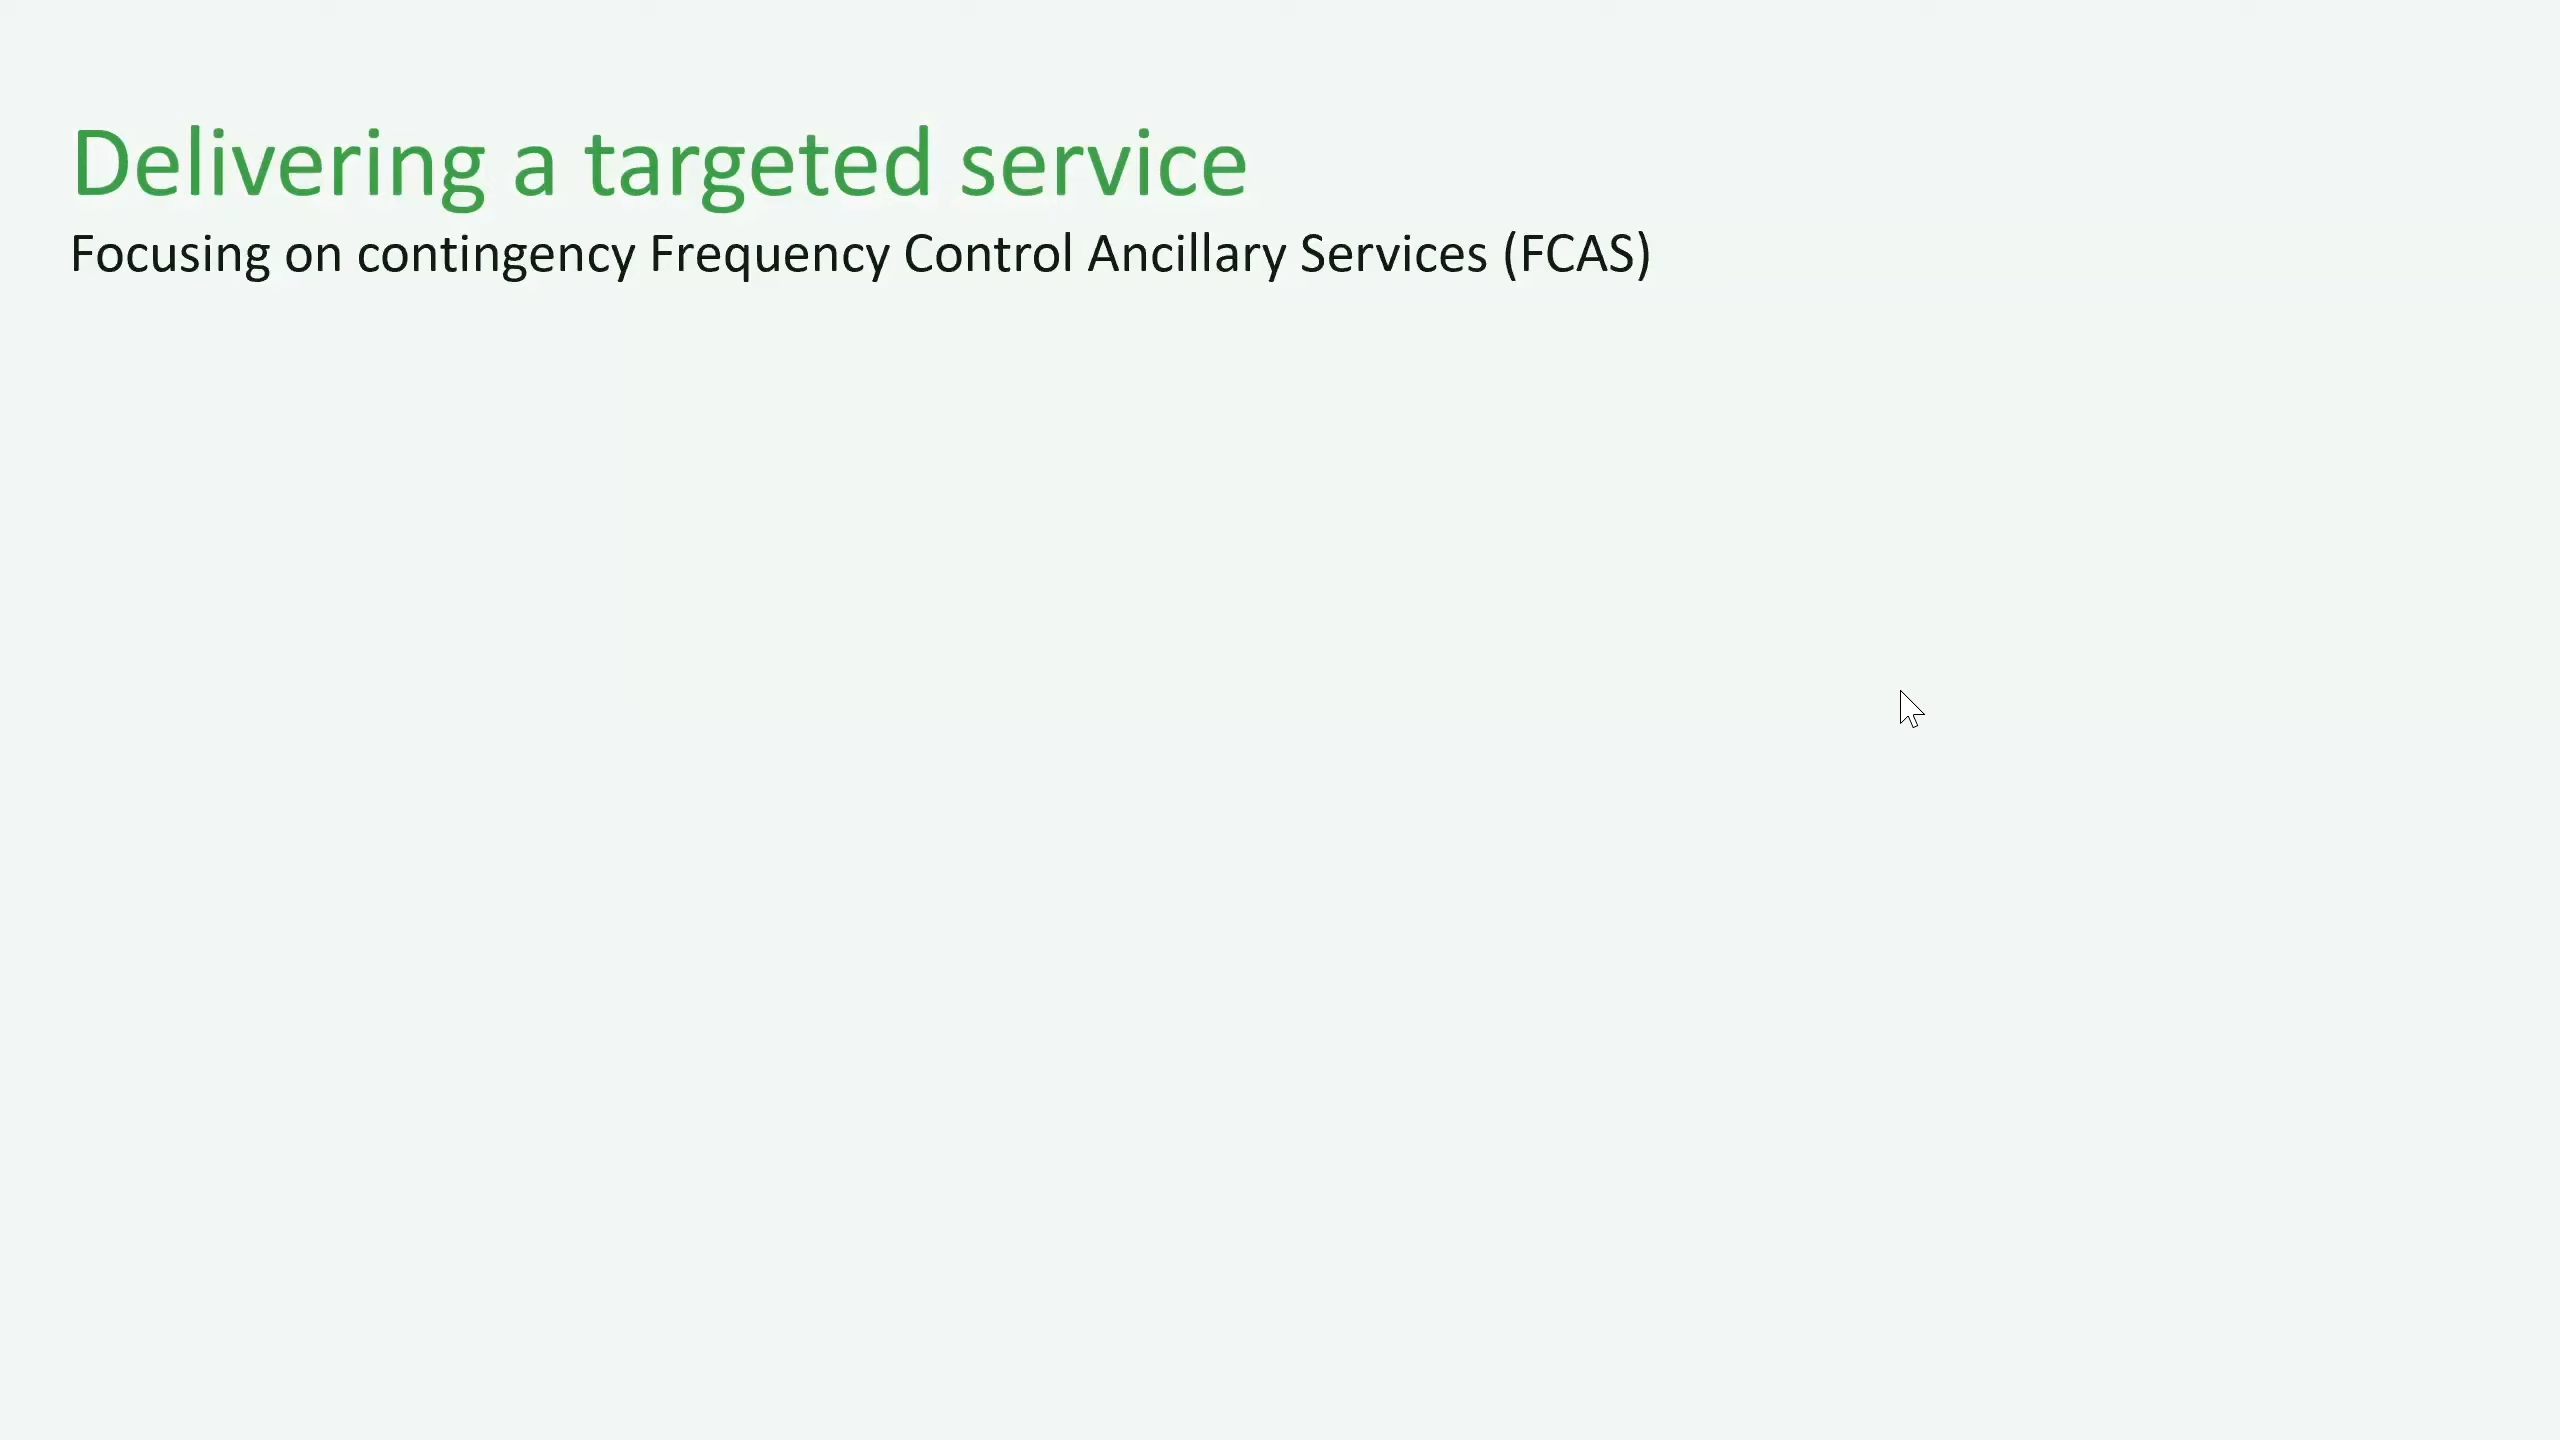 Delivering a targeted service
Focusing on contingency Frequency Control Ancillary Services (FCAS)